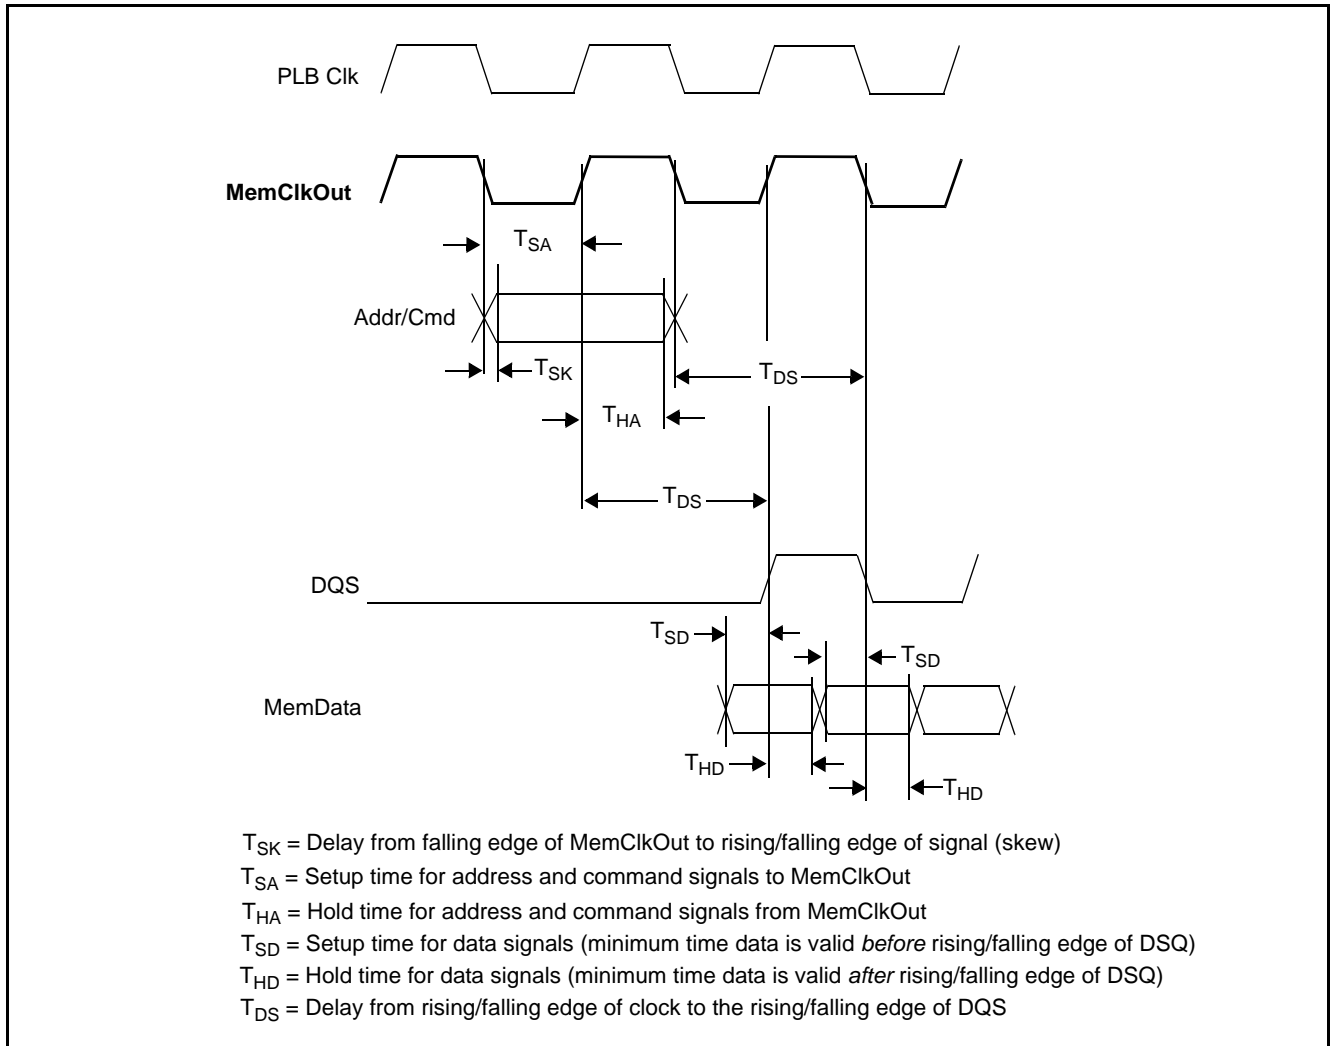 PLB Clk
MemClkOut
TSA
Addr/Cmd
TSK
TDS
THA
TDS
DQS
TSD
TSD
MemData
THD
THD
TSK = Delay from falling edge of MemClkOut to rising/falling edge of signal (skew)
TSA = Setup time for address and command signals to MemClkOut
THA = Hold time for address and command signals from MemClkOut
TSD = Setup time for data signals (minimum time data is valid before rising/falling edge of DSQ)
THD = Hold time for data signals (minimum time data is valid after rising/falling edge of DSQ)
TDS = Delay from rising/falling edge of clock to the rising/falling edge of DQS